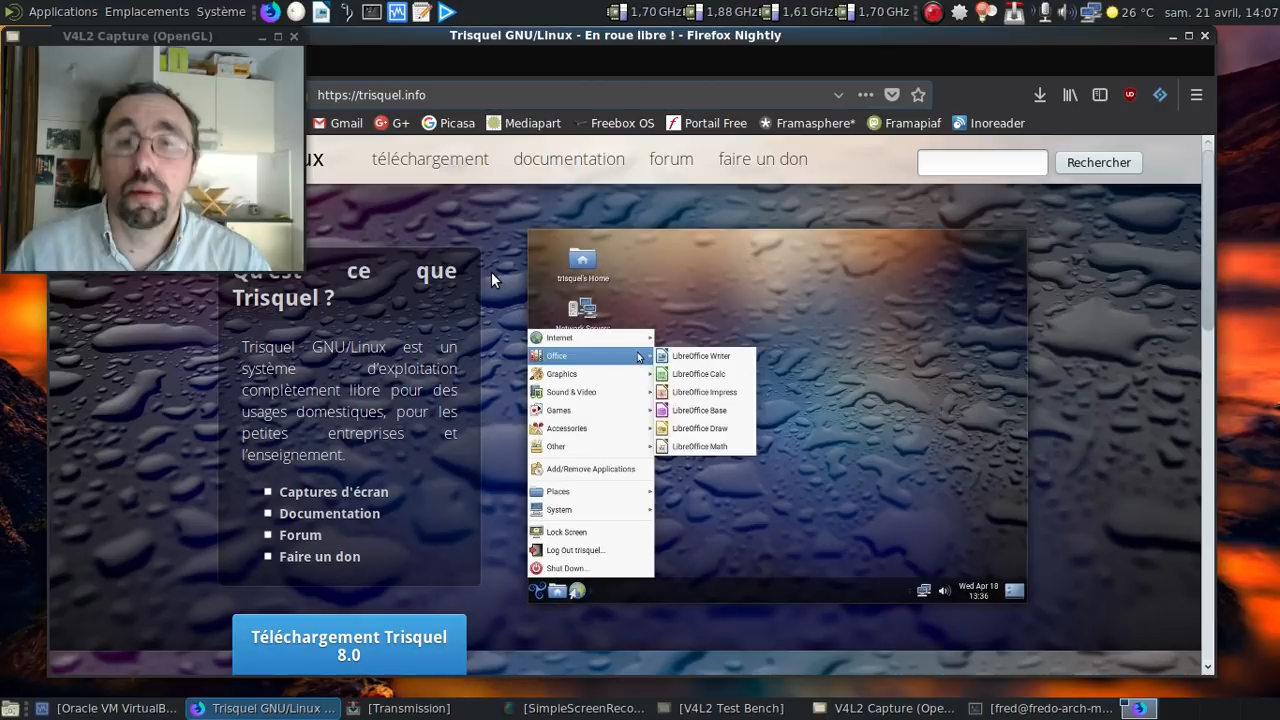 Applications Emplacements Système 1,70 GHz 1,88 GHz 1,61 GHz 1,70 GHz 26 °C sam. 21 avril, 14:07
V4L2 Capture (OpenGL)
Trisquel GNU/Linux - En roue libre ! - Firefox Nightly
https://trisquel.info
Gmail G+ Picasa Mediapart Freebox OS Portail Free Framasphere* Framapiaf Inoreader
ux téléchargement documentation forum faire un don Rechercher
Qu'est ce que
Trisquel ?
Trisquel GNU/Linux est un
système d'exploitation
complètement libre pour des
usages domestiques, pour les
petites entreprises et
l'enseignement.
Captures d'écran
Documentation
Forum
Faire un don
Téléchargement Trisquel
8.0
trisquel's Home
Network Servers
Internet
Office
Graphics
Sound & Video
Games
Accessories
Other
Add/Remove Applications
Places
System
Lock Screen
Log Out trisquel...
Shut Down...
LibreOffice Writer
LibreOffice Calc
LibreOffice Impress
LibreOffice Base
LibreOffice Draw
LibreOffice Math
Wed Apr 18
13:36
[Oracle VM VirtualB... Trisquel GNU/Linux ... [Transmission] [SimpleScreenReco... [V4L2 Test Bench] V4L2 Capture (Ope... [fred@fredo-arch-m...